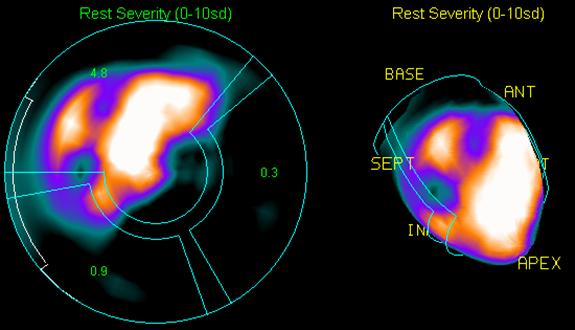 Rest Severity (0-10sd)
Rest Severity (0-10sd)
4.8
0.3
0.9
BASE
ANT
SEPT
APEX